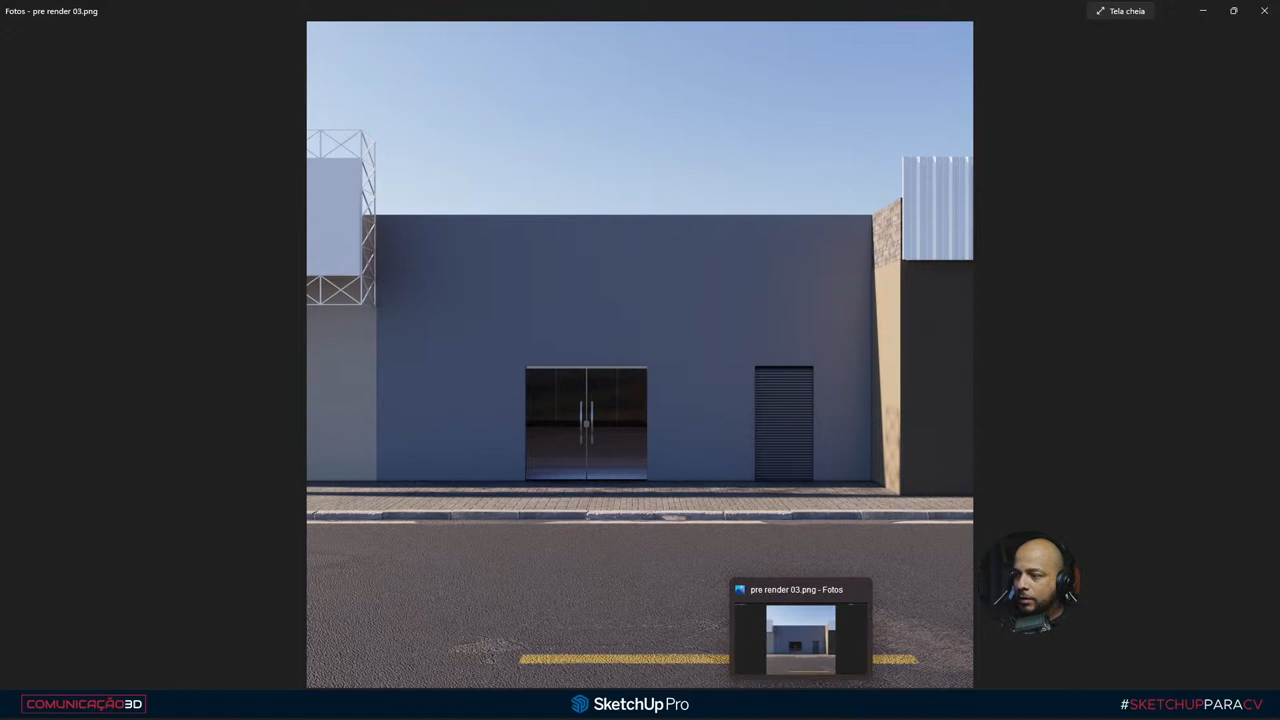 Fotos - pre render 03.png
Tela cheia
pre render 03.png - Fotos
COMUNICAÇÃO3D
SketchUp Pro
#SKETCHUPPARACV